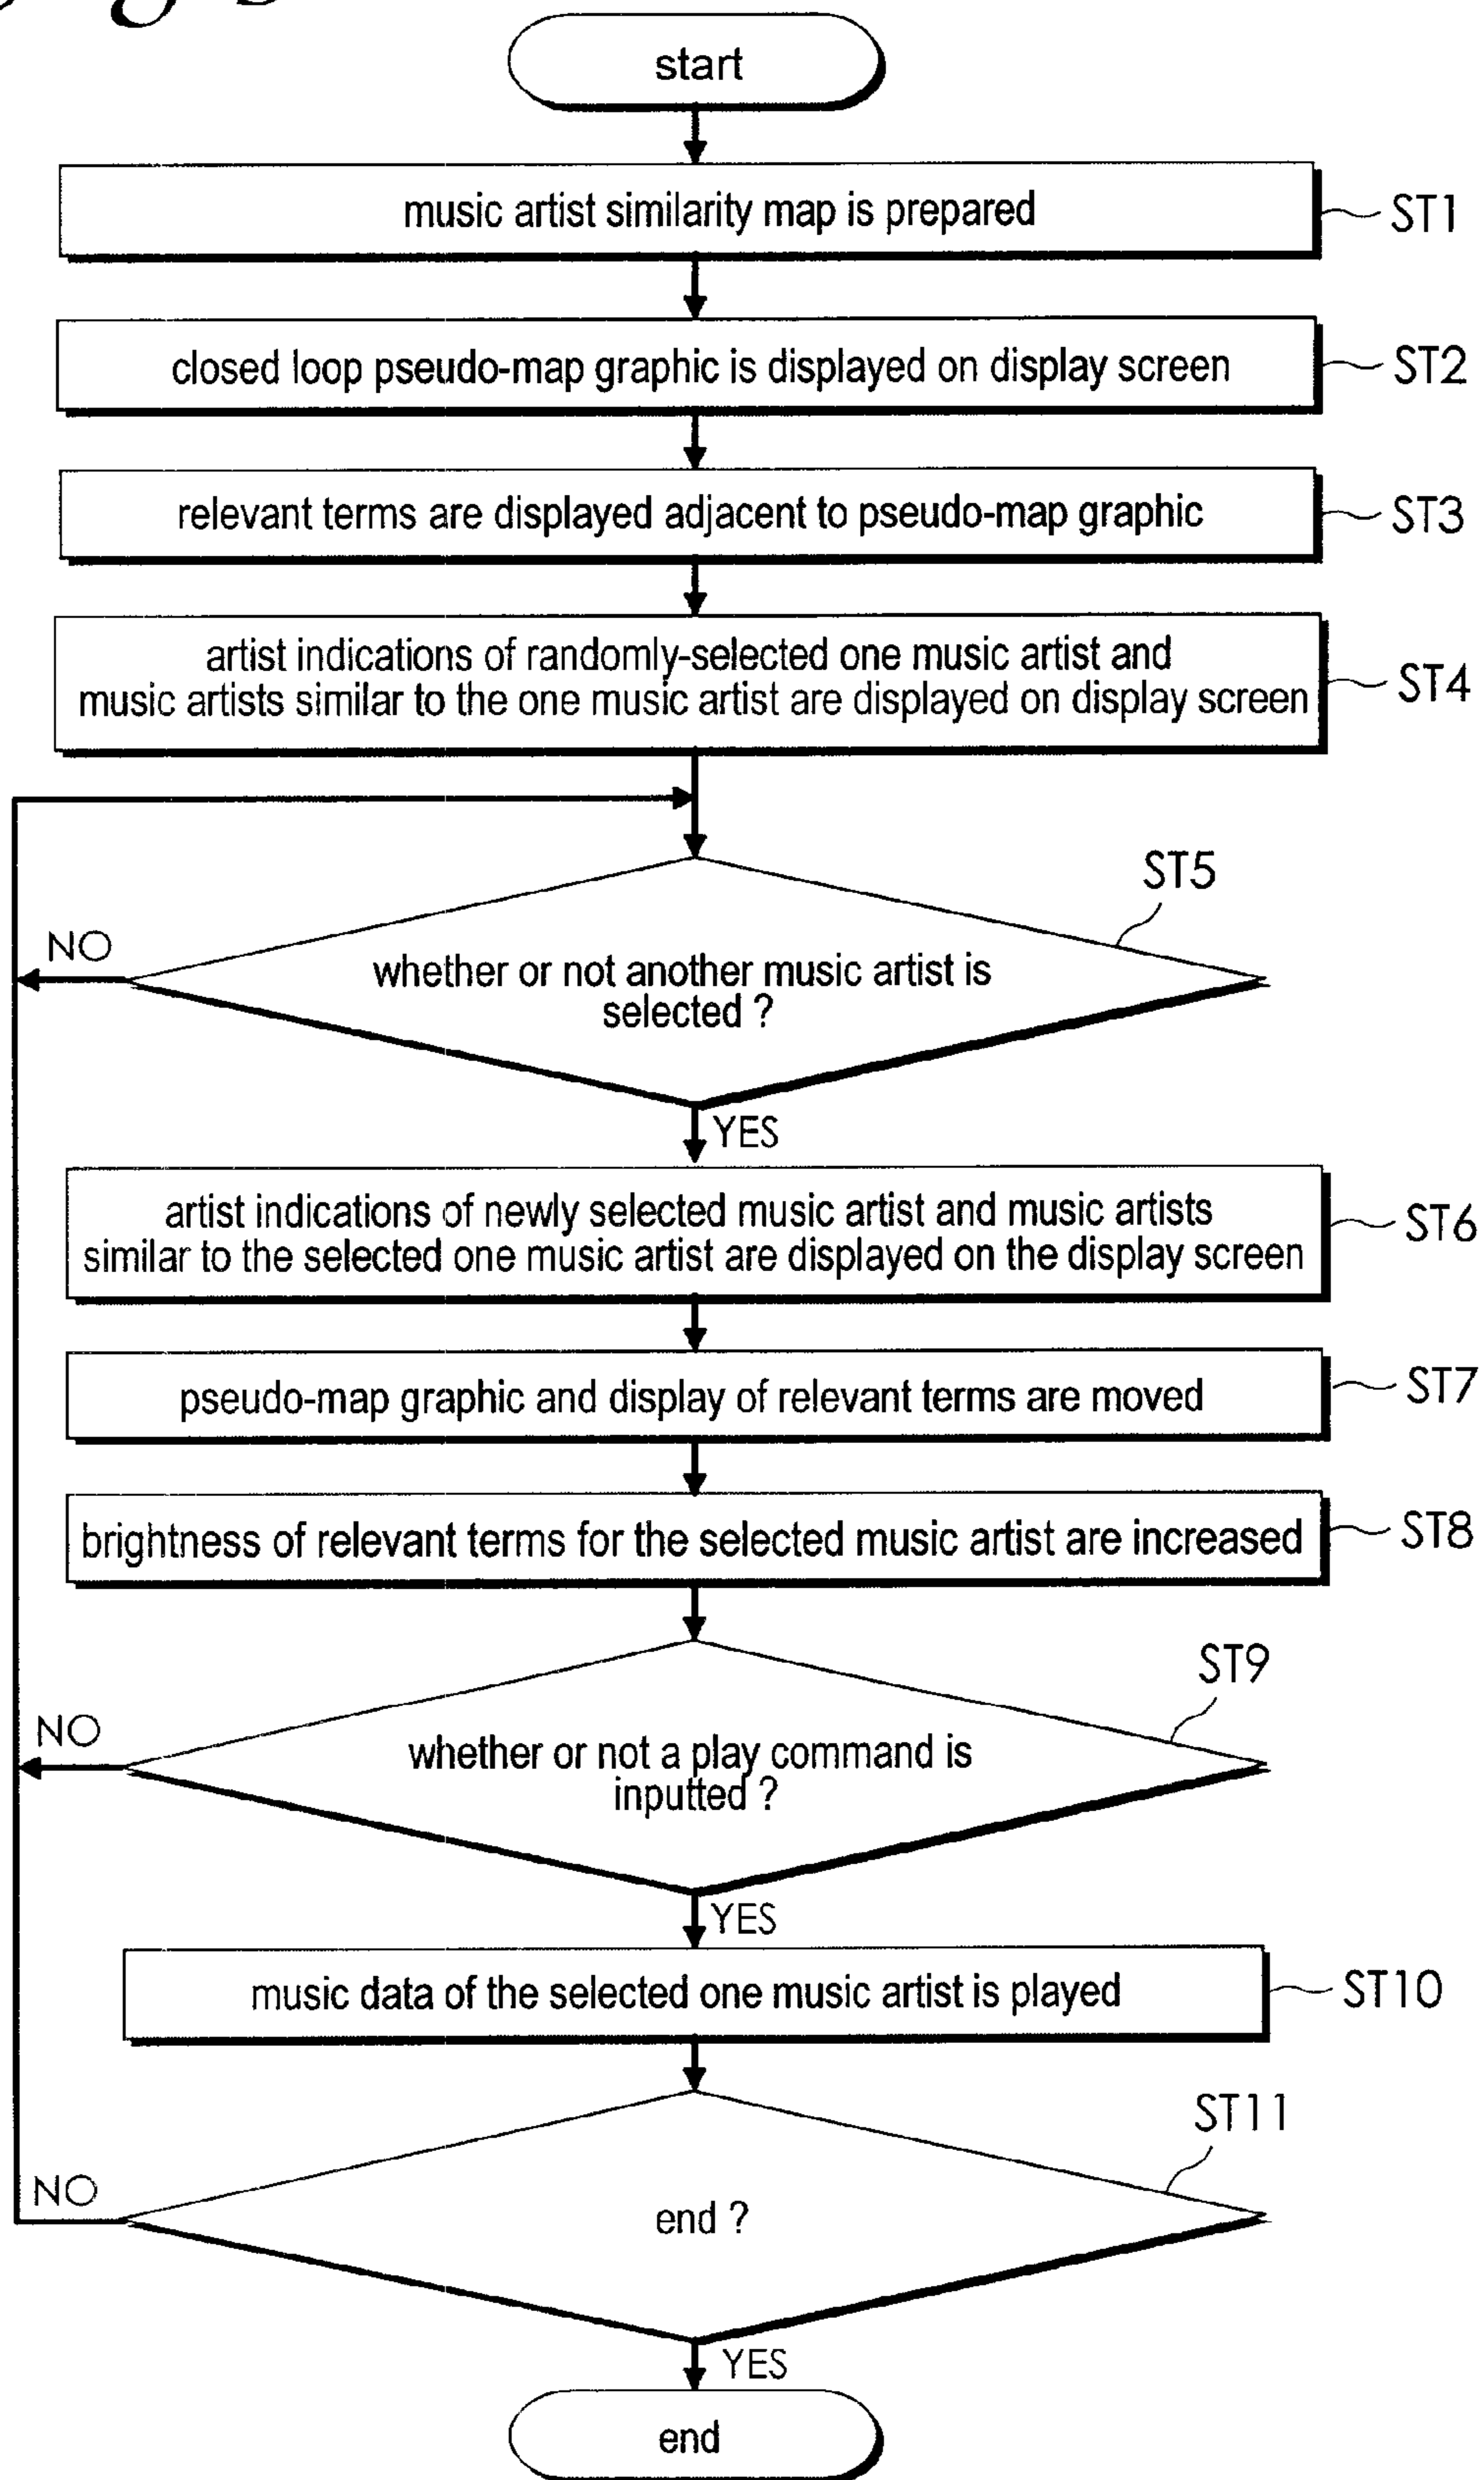 start
music artist similarity map is prepared
ST1
closed loop pseudo-map graphic is displayed on display screen
ST2
relevant terms are displayed adjacent to pseudo-map graphic
ST3
artist indications of randomly-selected one music artist and
music artists similar to the one music artist are displayed on display screen
ST4
ST5
NO
whether or not another music artist is
selected ?
YES
artist indications of newly selected music artist and music artists
similar to the selected one music artist are displayed on the display screen
ST6
pseudo-map graphic and display of relevant terms are moved
ST7
brightness of relevant terms for the selected music artist are increased
ST8
ST9
NO
whether or not a play command is
inputted ?
YES
music data of the selected one music artist is played
ST10
ST11
NO
end ?
YES
end